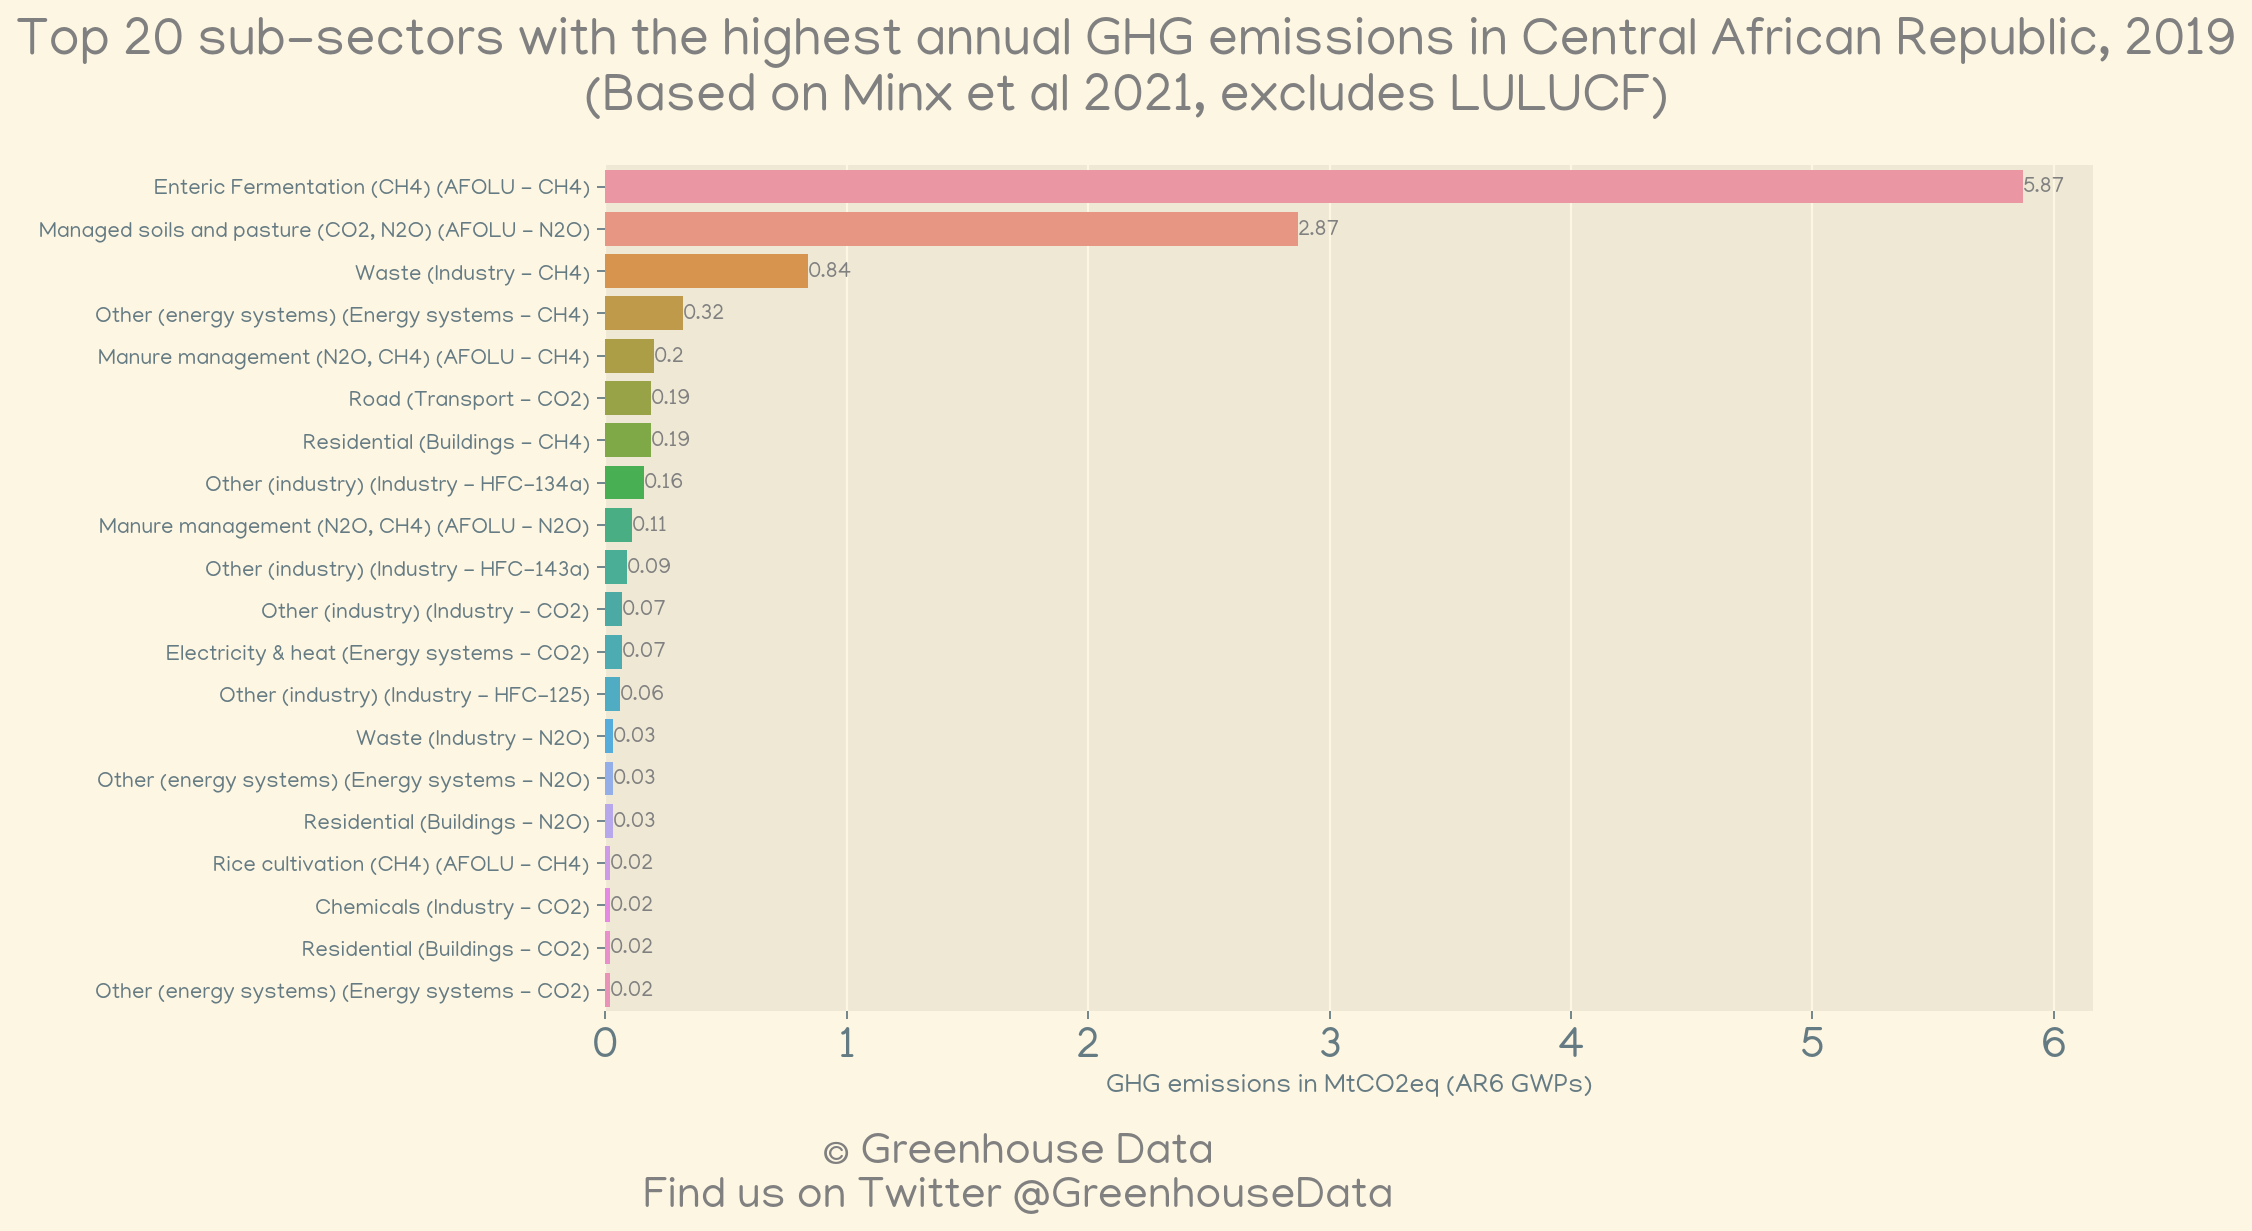 Top 20 sub-sectors with the highest annual GHG emissions in Central African Republic, 2019
(Based on Minx et al 2021, excludes LULUCF)
Enteric Fermentation (CH4) (AFOLU - CH4) 5.87
Managed soils and pasture (CO2, N2O) (AFOLU - N2O) 2.87
Waste (Industry - CH4) 0.84
Other (energy systems) (Energy systems - CH4) 0.32
Manure management (N2O, CH4) (AFOLU - CH4) 0.2
Road (Transport - CO2) 0.19
Residential (Buildings - CH4) 0.19
Other (industry) (Industry - HFC-134a) 0.16
Manure management (N2O, CH4) (AFOLU - N2O) 0.11
Other (industry) (Industry - HFC-143a) 0.09
Other (industry) (Industry - CO2) 0.07
Electricity & heat (Energy systems - CO2) 0.07
Other (industry) (Industry - HFC-125) 0.06
Waste (Industry - N2O) 0.03
Other (energy systems) (Energy systems - N2O) 0.03
Residential (Buildings - N2O) 0.03
Rice cultivation (CH4) (AFOLU - CH4) 0.02
Chemicals (Industry - CO2) 0.02
Residential (Buildings - CO2) 0.02
Other (energy systems) (Energy systems - CO2) 0.02
0 1 2 3 4 5 6
GHG emissions in MtCO2eq (AR6 GWPs)
© Greenhouse Data
Find us on Twitter @GreenhouseData